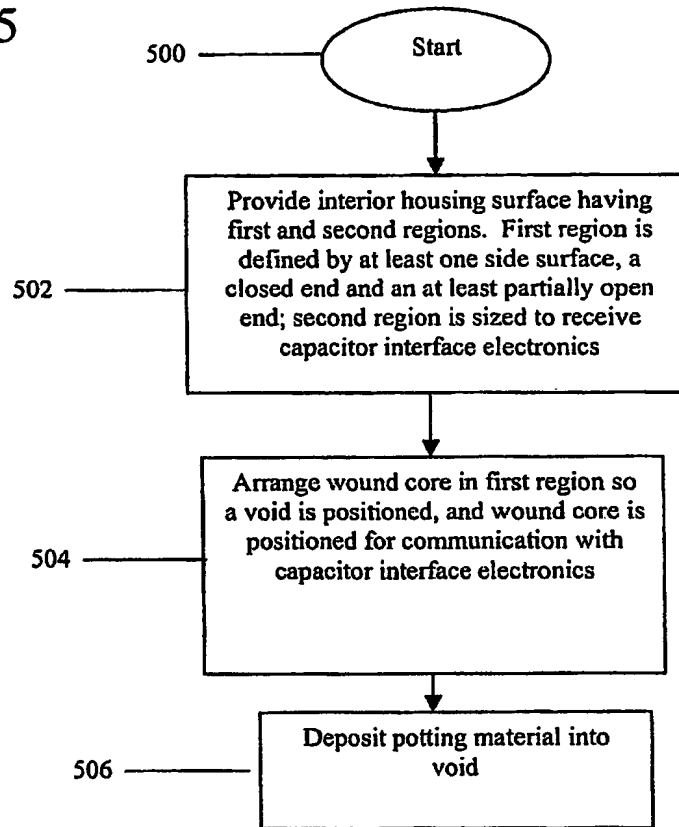 5
500
Start
Provide interior housing surface having
first and second regions. First region is
defined by at least one side surface, a
closed end and an at least partially open
end; second region is sized to receive
capacitor interface electronics
502
Arrange wound core in first region so
a void is positioned, and wound core is
positioned for communication with
capacitor interface electronics
504
Deposit potting material into
void
506